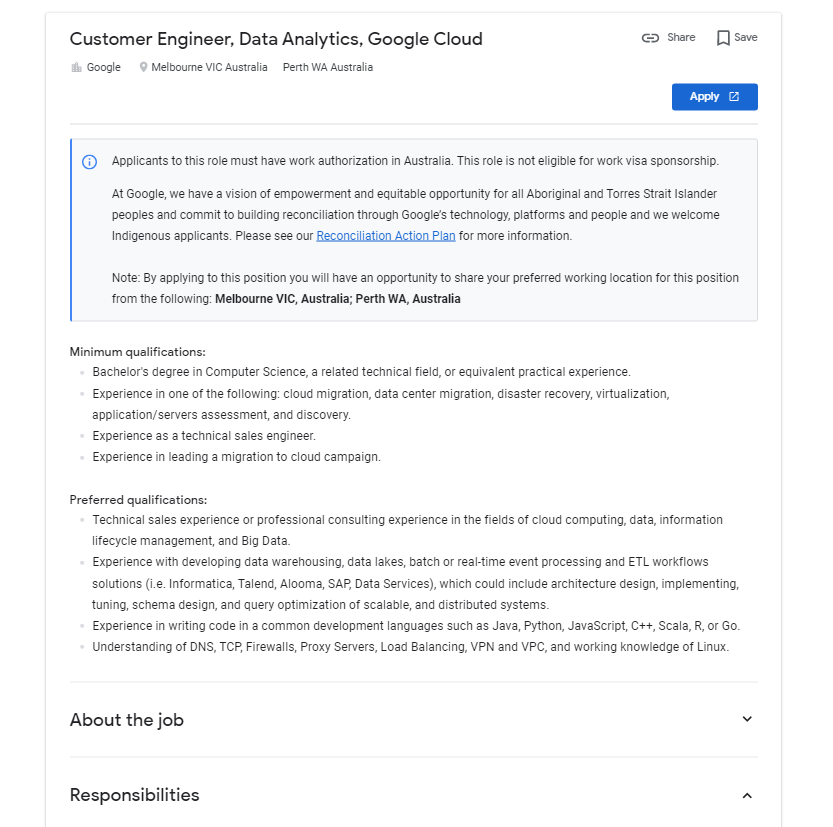 Customer Engineer, Data Analytics, Google Cloud
Share
Save
Google
Melbourne VIC Australia
Perth WA Australia
Apply
Applicants to this role must have work authorization in Australia. This role is not eligible for work visa sponsorship.
At Google, we have a vision of empowerment and equitable opportunity for all Aboriginal and Torres Strait Islander
peoples and commit to building reconciliation through Google's technology, platforms and people and we welcome
Indigenous applicants. Please see our Reconciliation Action Plan for more information.
Note: By applying to this position you will have an opportunity to share your preferred working location for this position
from the following: Melbourne VIC, Australia; Perth WA, Australia
Minimum qualifications:
Bachelor's degree in Computer Science, a related technical field, or equivalent practical experience.
Experience in one of the following: cloud migration, data center migration, disaster recovery, virtualization,
application/servers assessment, and discovery.
Experience as a technical sales engineer.
Experience in leading a migration to cloud campaign.
Preferred qualifications:
Technical sales experience or professional consulting experience in the fields of cloud computing, data, information
lifecycle management, and Big Data.
Experience with developing data warehousing, data lakes, batch or real-time event processing and ETL workflows
solutions (i.e. Informatica, Talend, Alooma, SAP, Data Services), which could include architecture design, implementing,
tuning, schema design, and query optimization of scalable, and distributed systems.
Experience in writing code in a common development languages such as Java, Python, JavaScript, C++, Scala, R, or Go.
Understanding of DNS, TCP, Firewalls, Proxy Servers, Load Balancing, VPN and VPC, and working knowledge of Linux.
About the job
Responsibilities